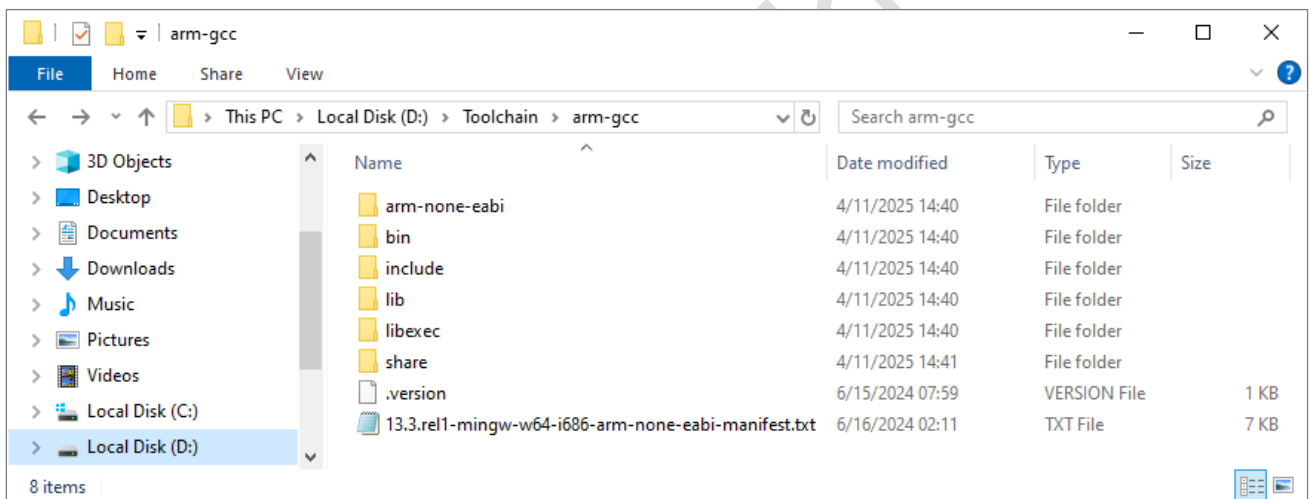 arm-gcc
File Home Share View
This PC > Local Disk (D:) > Toolchain > arm-gcc Search arm-gcc
3D Objects
Desktop
Documents
Downloads
Music
Pictures
Videos
Local Disk (C:)
Local Disk (D:)
Name Date modified Type Size
arm-none-eabi 4/11/2025 14:40 File folder
bin 4/11/2025 14:40 File folder
include 4/11/2025 14:40 File folder
lib 4/11/2025 14:40 File folder
libexec 4/11/2025 14:40 File folder
share 4/11/2025 14:41 File folder
.version 6/15/2024 07:59 VERSION File 1 KB
13.3.rel1-mingw-w64-i686-arm-none-eabi-manifest.txt 6/16/2024 02:11 TXT File 7 KB
8 items